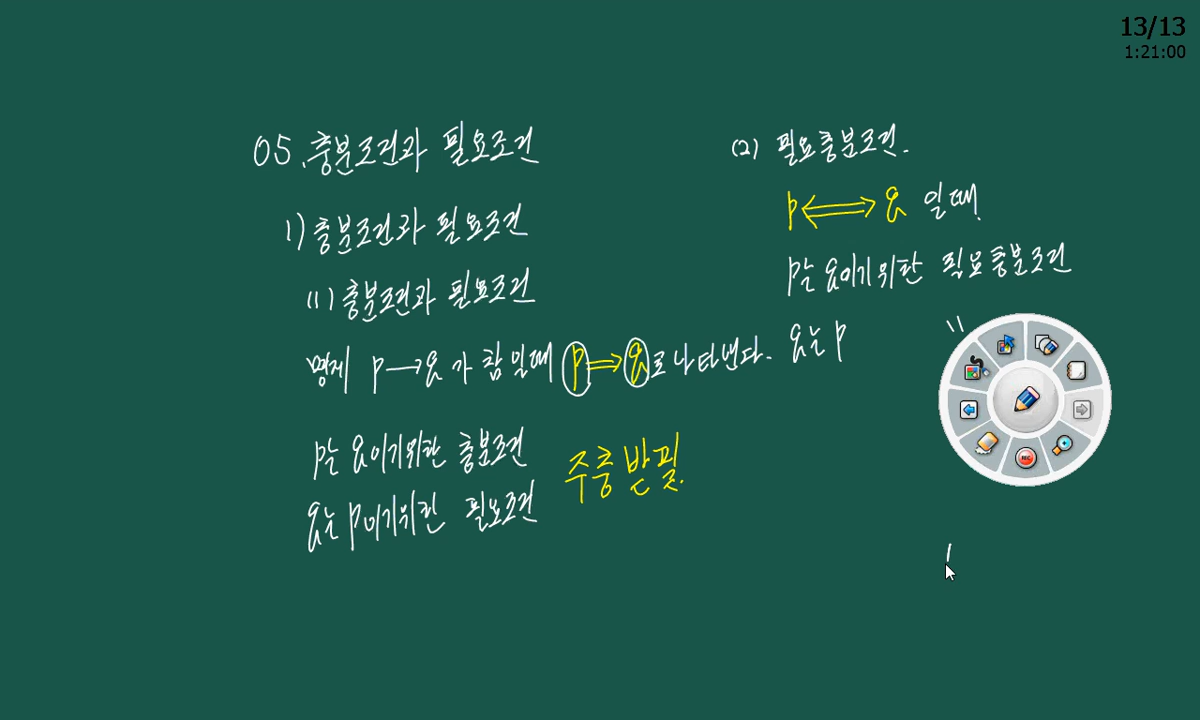 13/13
1:21:00
05. 충분조건과 필요조건
1) 충분조건과 필요조건
(1) 충분조건과 필요조건
명제 p → q 가 참 일때 p ⇒ q 로 나타낸다.
p는 q이기위한 충분조건
q는 p이기위한 필요조건
주충 받필.
(2) 필요충분조건.
p ⇔ q 일때.
p는 q이기위한 필요충분조건
q는 p
"
REC